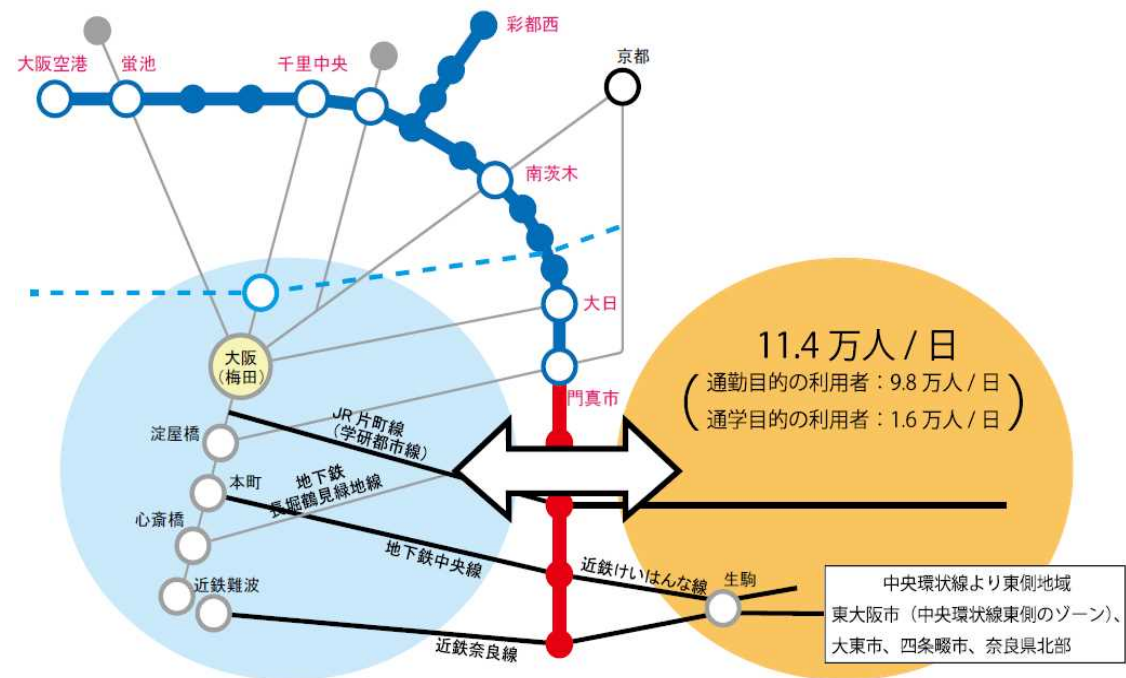 彩都西
大阪空港
蛍池
千里中央
京都
南茨木
大日
11.4 万人 / 日
通勤目的の利用者：9.8 万人 / 日
通学目的の利用者：1.6 万人 / 日
大阪
(梅田)
門真市
JR 片町線
(学研都市線)
淀屋橋
地下鉄
長堀鶴見緑地線
本町
心斎橋
地下鉄中央線
近鉄けいはんな線
生駒
近鉄難波
近鉄奈良線
中央環状線より東側地域
東大阪市（中央環状線東側のゾーン）、
大東市、四条畷市、奈良県北部